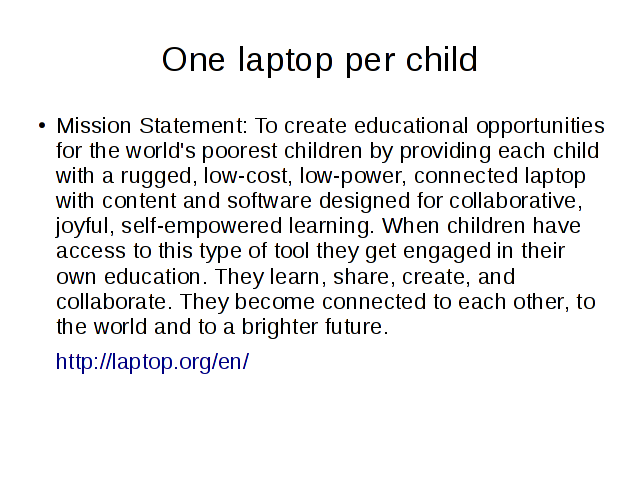 One laptop per child
• Mission Statement: To create educational opportunities
for the world's poorest children by providing each child
with a rugged, low-cost, low-power, connected laptop
with content and software designed for collaborative,
joyful, self-empowered learning. When children have
access to this type of tool they get engaged in their
own education. They learn, share, create, and
collaborate. They become connected to each other, to
the world and to a brighter future.
http://laptop.org/en/